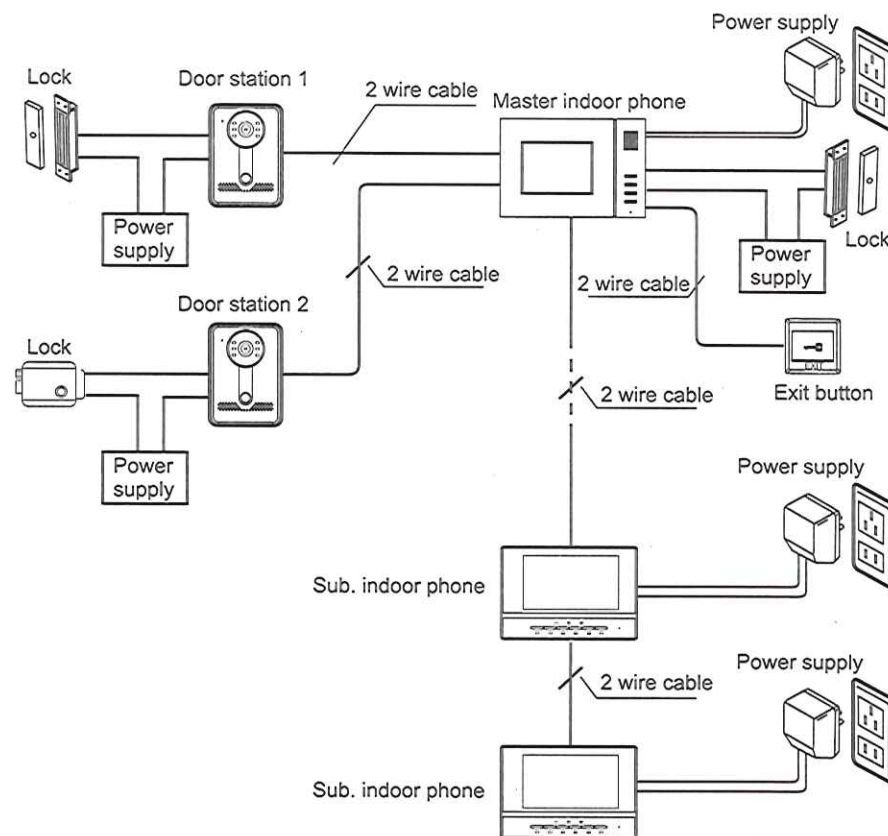 Power supply
Lock
Door station 1
2 wire cable
Master indoor phone
Power
supply
Power
supply
Lock
2 wire cable
2 wire cable
Door station 2
Lock
Exit button
2 wire cable
Power
supply
Power supply
Sub. indoor phone
Power supply
2 wire cable
Sub. indoor phone